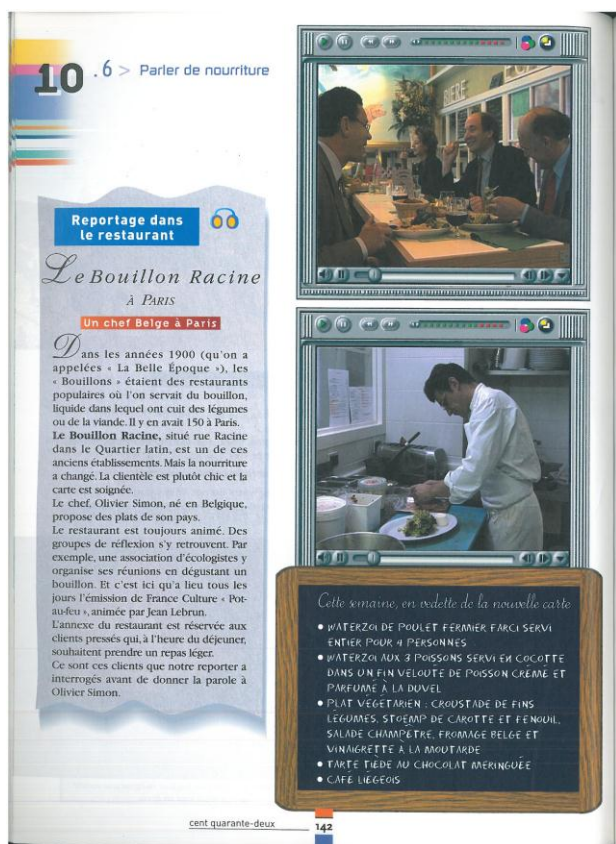 10 .6 > Parler de nourriture
Reportage dans
le restaurant
Le Bouillon Racine
À PARIS
Un chef Belge à Paris
Dans les années 1900 (qu'on a
appelées « La Belle Époque »), les
« Bouillons » étaient des restaurants
populaires où l'on servait du bouillon,
liquide dans lequel ont cuit des légumes
ou de la viande. Il y en avait 150 à Paris.
Le Bouillon Racine, situé rue Racine
dans le Quartier latin, est un de ces
anciens établissements. Mais la nourriture
a changé. La clientèle est plutôt chic et la
carte est soignée.
Le chef, Olivier Simon, né en Belgique,
propose des plats de son pays.
Le restaurant est toujours animé. Des
groupes de réflexion s'y retrouvent. Par
exemple, une association d'écologistes y
organise ses réunions en dégustant un
bouillon. Et c'est ici qu'a lieu tous les
jours l'émission de France Culture « Pot-
au-feu », animée par Jean Lebrun.
L'annexe du restaurant est réservée aux
clients pressés qui, à l'heure du déjeuner,
souhaitent prendre un repas léger.
Ce sont ces clients que notre reporter a
interrogés avant de donner la parole à
Olivier Simon.
BIÈRE
Cette semaine, en vedette de la nouvelle carte
• WATERZOI DE POULET FERMIER FARCI SERVI
ENTIER POUR 4 PERSONNES
• WATERZOI AUX 3 POISSONS SERVI EN COCOTTE
DANS UN FIN VELOUTÉ DE POISSON CRÉMÉ ET
PARFUMÉ À LA DUVEL
• PLAT VÉGÉTARIEN : CROUSTADE DE FINS
LÉGUMES, STOEMP DE CAROTTE ET FENOUIL,
SALADE CHAMPÊTRE, FROMAGE BELGE ET
VINAIGRETTE À LA MOUTARDE
• TARTE TIÈDE AU CHOCOLAT MERINGUÉE
• CAFÉ LIÉGEOIS
cent quarante-deux 142